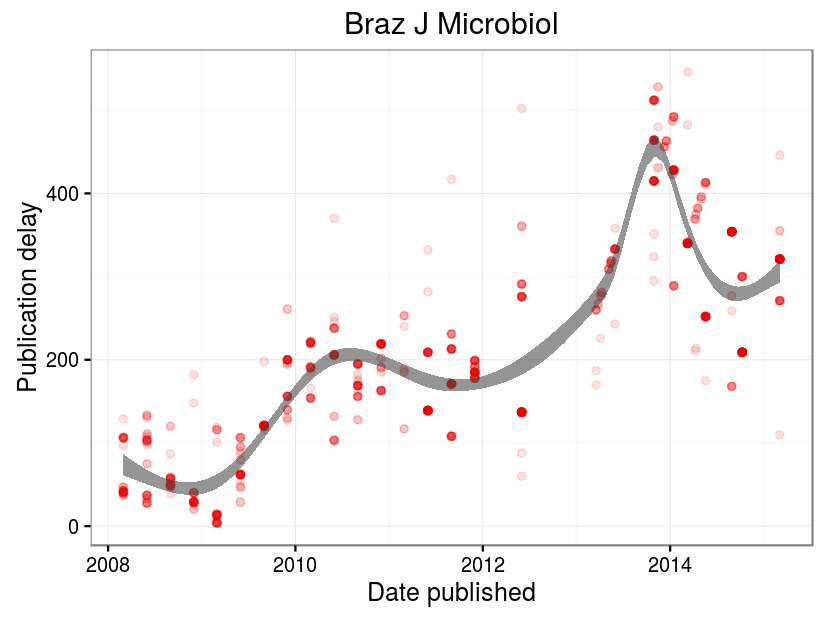 Braz J Microbiol
Publication delay
400
200
0
2008 2010 2012 2014
Date published